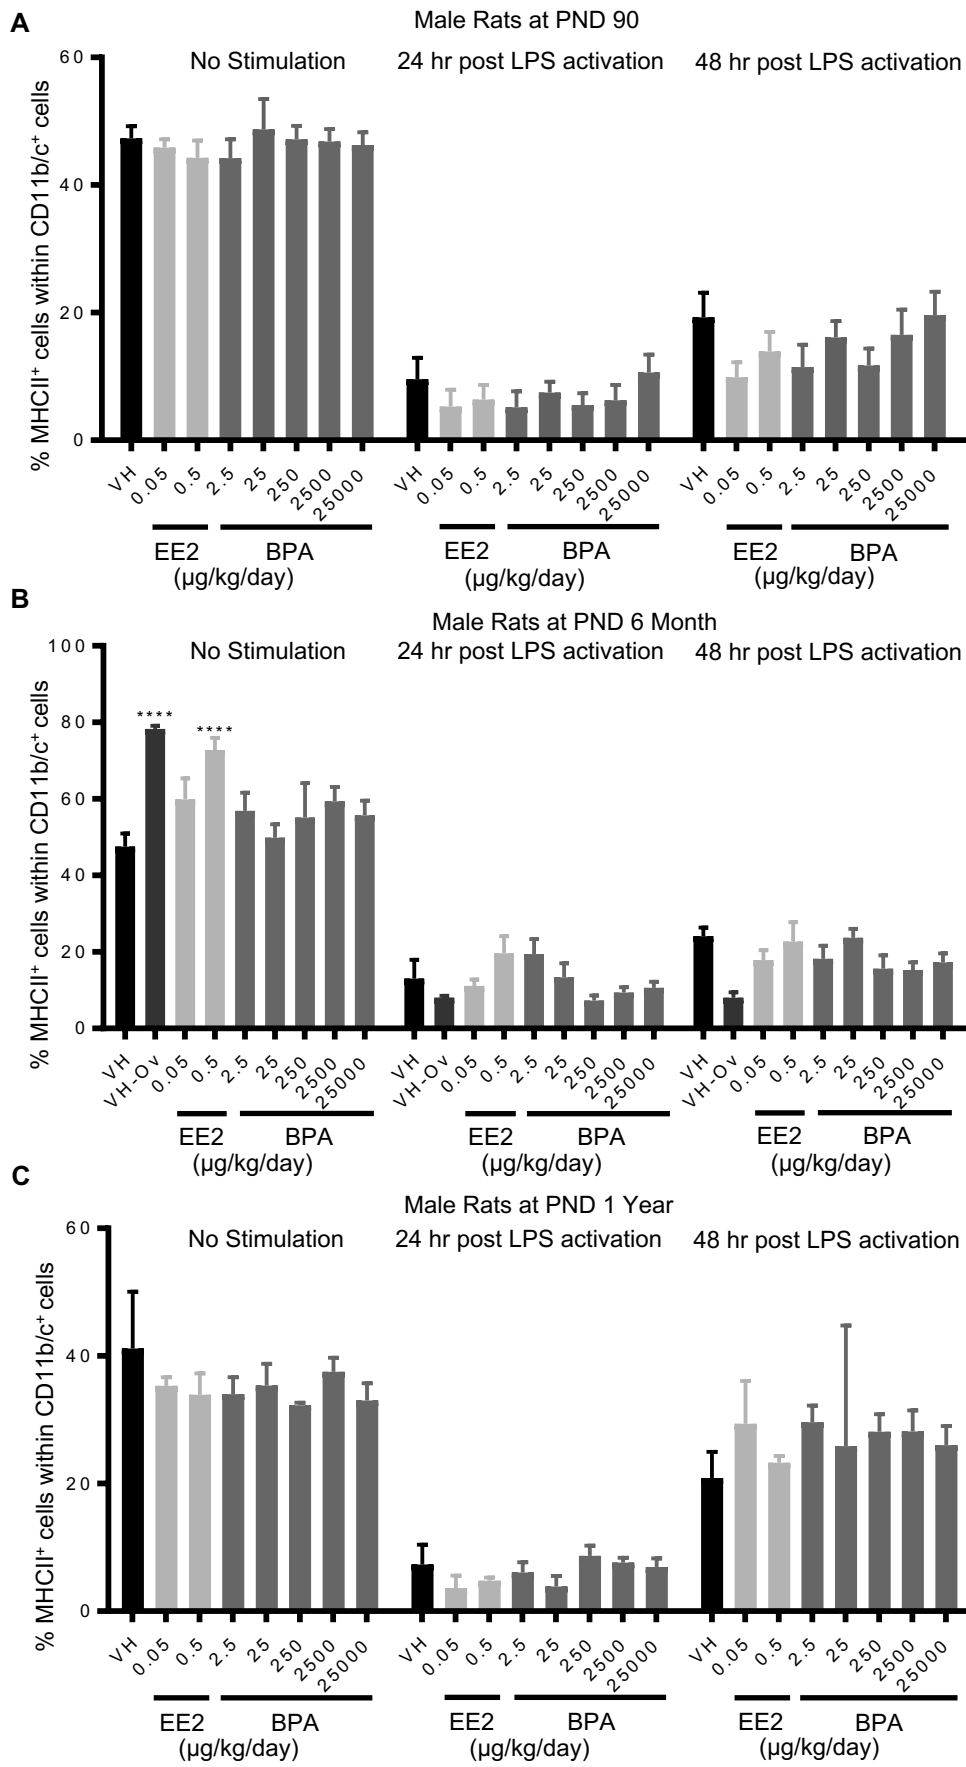 A
Male Rats at PND 90
No Stimulation 24 hr post LPS activation 48 hr post LPS activation
% MHCII⁺ cells within CD11b/c⁺ cells
60
40
20
0
VH 0.05 0.5 2.5 25 250 2500 25000 VH 0.05 0.5 2.5 25 250 2500 25000 VH 0.05 0.5 2.5 25 250 2500 25000
EE2 BPA EE2 BPA EE2 BPA
(µg/kg/day) (µg/kg/day) (µg/kg/day)
B
Male Rats at PND 6 Month
No Stimulation 24 hr post LPS activation 48 hr post LPS activation
% MHCII⁺ cells within CD11b/c⁺ cells
100
80
60
40
20
0
**** ****
VH VH-Ov 0.05 0.5 2.5 25 250 2500 25000 VH VH-Ov 0.05 0.5 2.5 25 250 2500 25000 VH VH-Ov 0.05 0.5 2.5 25 250 2500 25000
EE2 BPA EE2 BPA EE2 BPA
(µg/kg/day) (µg/kg/day) (µg/kg/day)
C
Male Rats at PND 1 Year
No Stimulation 24 hr post LPS activation 48 hr post LPS activation
% MHCII⁺ cells within CD11b/c⁺ cells
60
40
20
0
VH 0.05 0.5 2.5 25 250 2500 25000 VH 0.05 0.5 2.5 25 250 2500 25000 VH 0.05 0.5 2.5 25 250 2500 25000
EE2 BPA EE2 BPA EE2 BPA
(µg/kg/day) (µg/kg/day) (µg/kg/day)